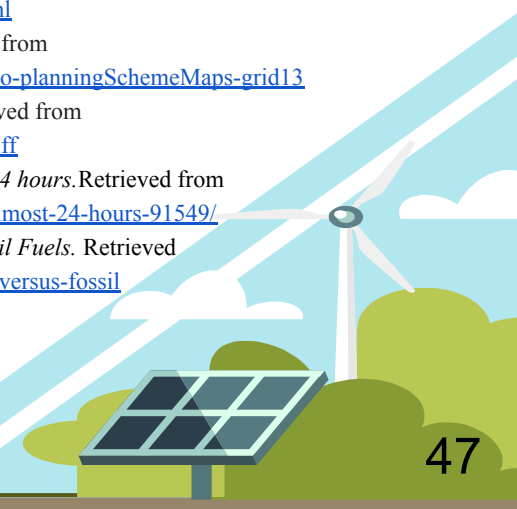 nl
from
o-planningSchemeMaps-grid13
ved from
ff
4 hours.Retrieved from
lmost-24-hours-91549/
il Fuels. Retrieved
versus-fossil
47